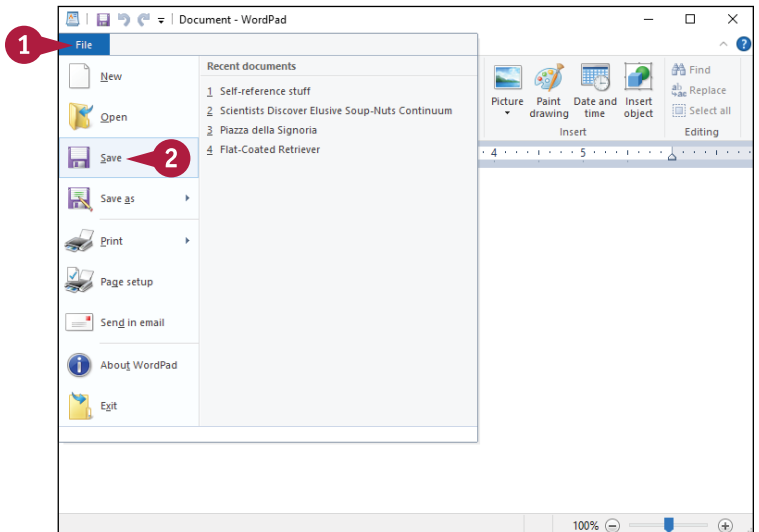 Document - WordPad
1
File
New
Open
Save
2
Save as
Print
Page setup
Send in email
About WordPad
Exit
Recent documents
1 Self-reference stuff
2 Scientists Discover Elusive Soup-Nuts Continuum
3 Piazza della Signoria
4 Flat-Coated Retriever
Picture
Paint drawing
Date and time
Insert object
Insert
Find
Replace
Select all
Editing
4 5
100%